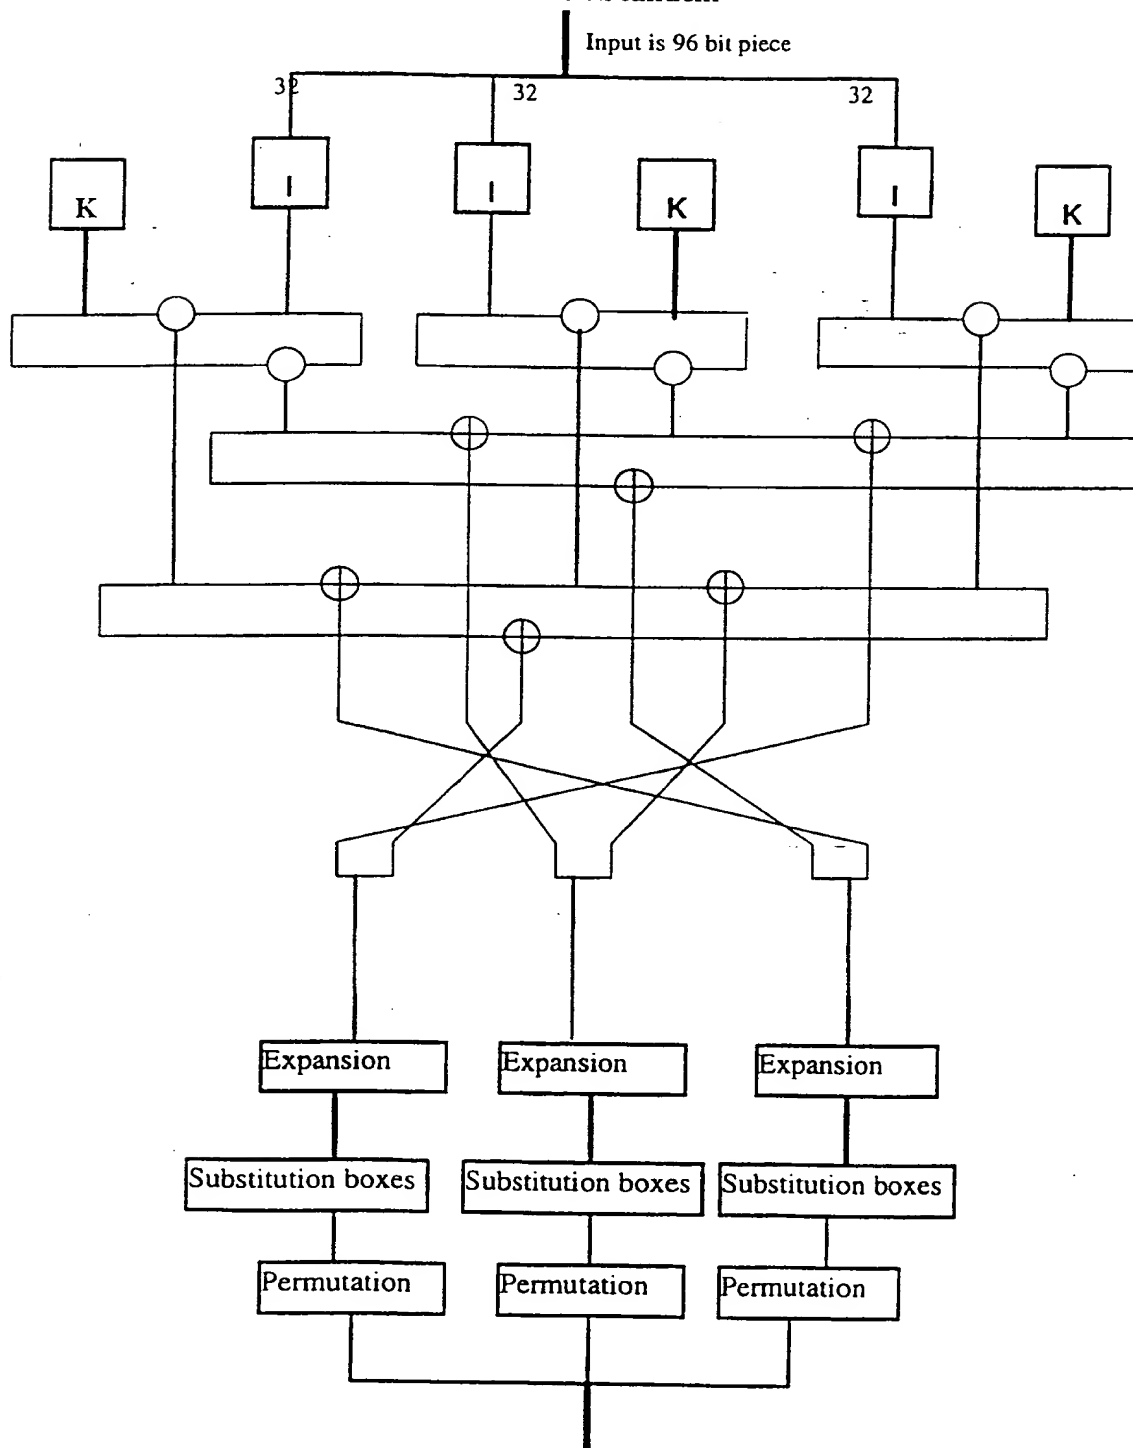 Input is 96 bit piece
32 32 32
I I I
K K K
Expansion Expansion Expansion
Substitution boxes Substitution boxes Substitution boxes
Permutation Permutation Permutation